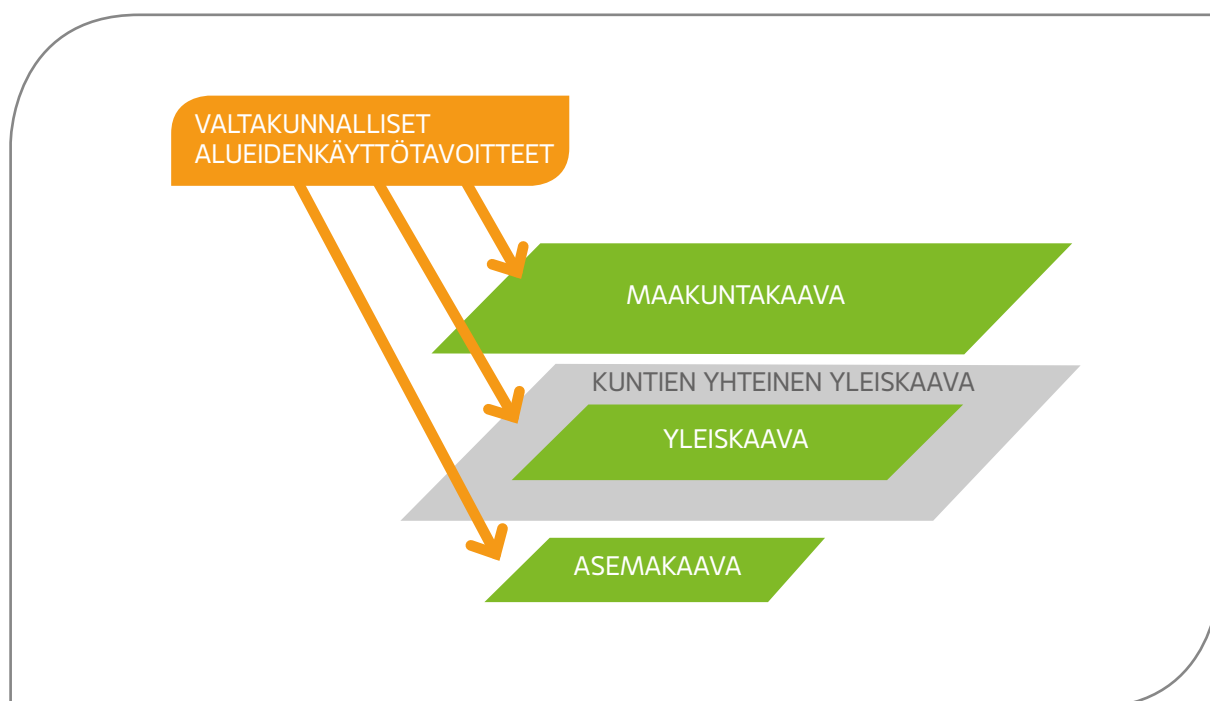 VALTAKUNNALLISET
ALUEIDENKÄYTTÖTAVOITTEET
MAAKUNTAKAAVA
KUNTIEN YHTEINEN YLEISKAAVA
YLEISKAAVA
ASEMAKAAVA